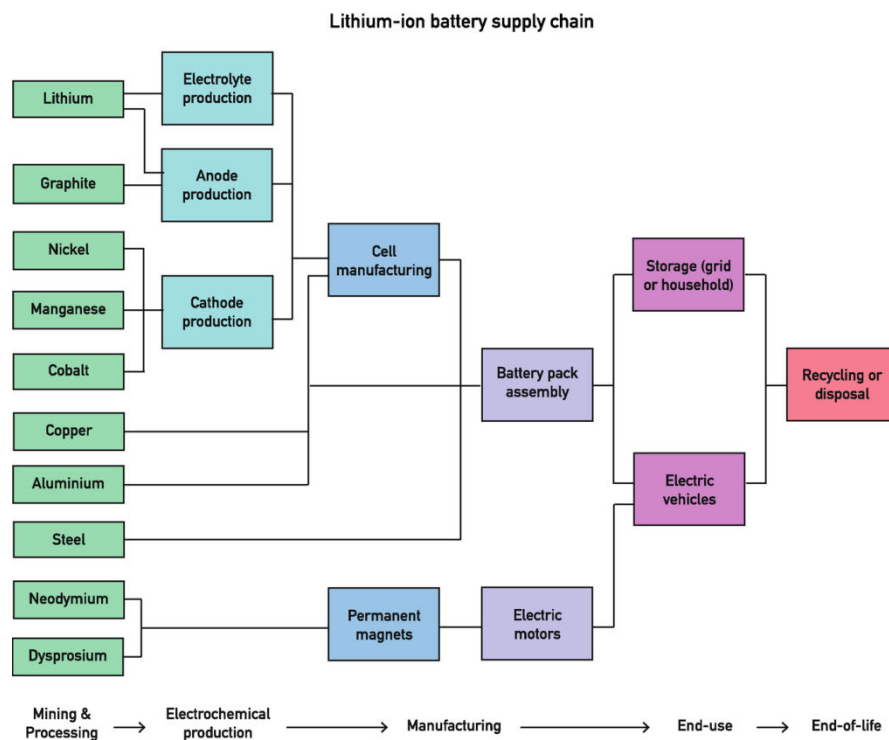 Lithium-ion battery supply chain
Lithium
Graphite
Nickel
Manganese
Cobalt
Copper
Aluminium
Steel
Neodymium
Dysprosium
Electrolyte
production
Anode
production
Cathode
production
Cell
manufacturing
Permanent
magnets
Battery pack
assembly
Electric
motors
Storage (grid
or household)
Electric
vehicles
Recycling or
disposal
Mining &
Processing
Electrochemical
production
Manufacturing
End-use
End-of-life